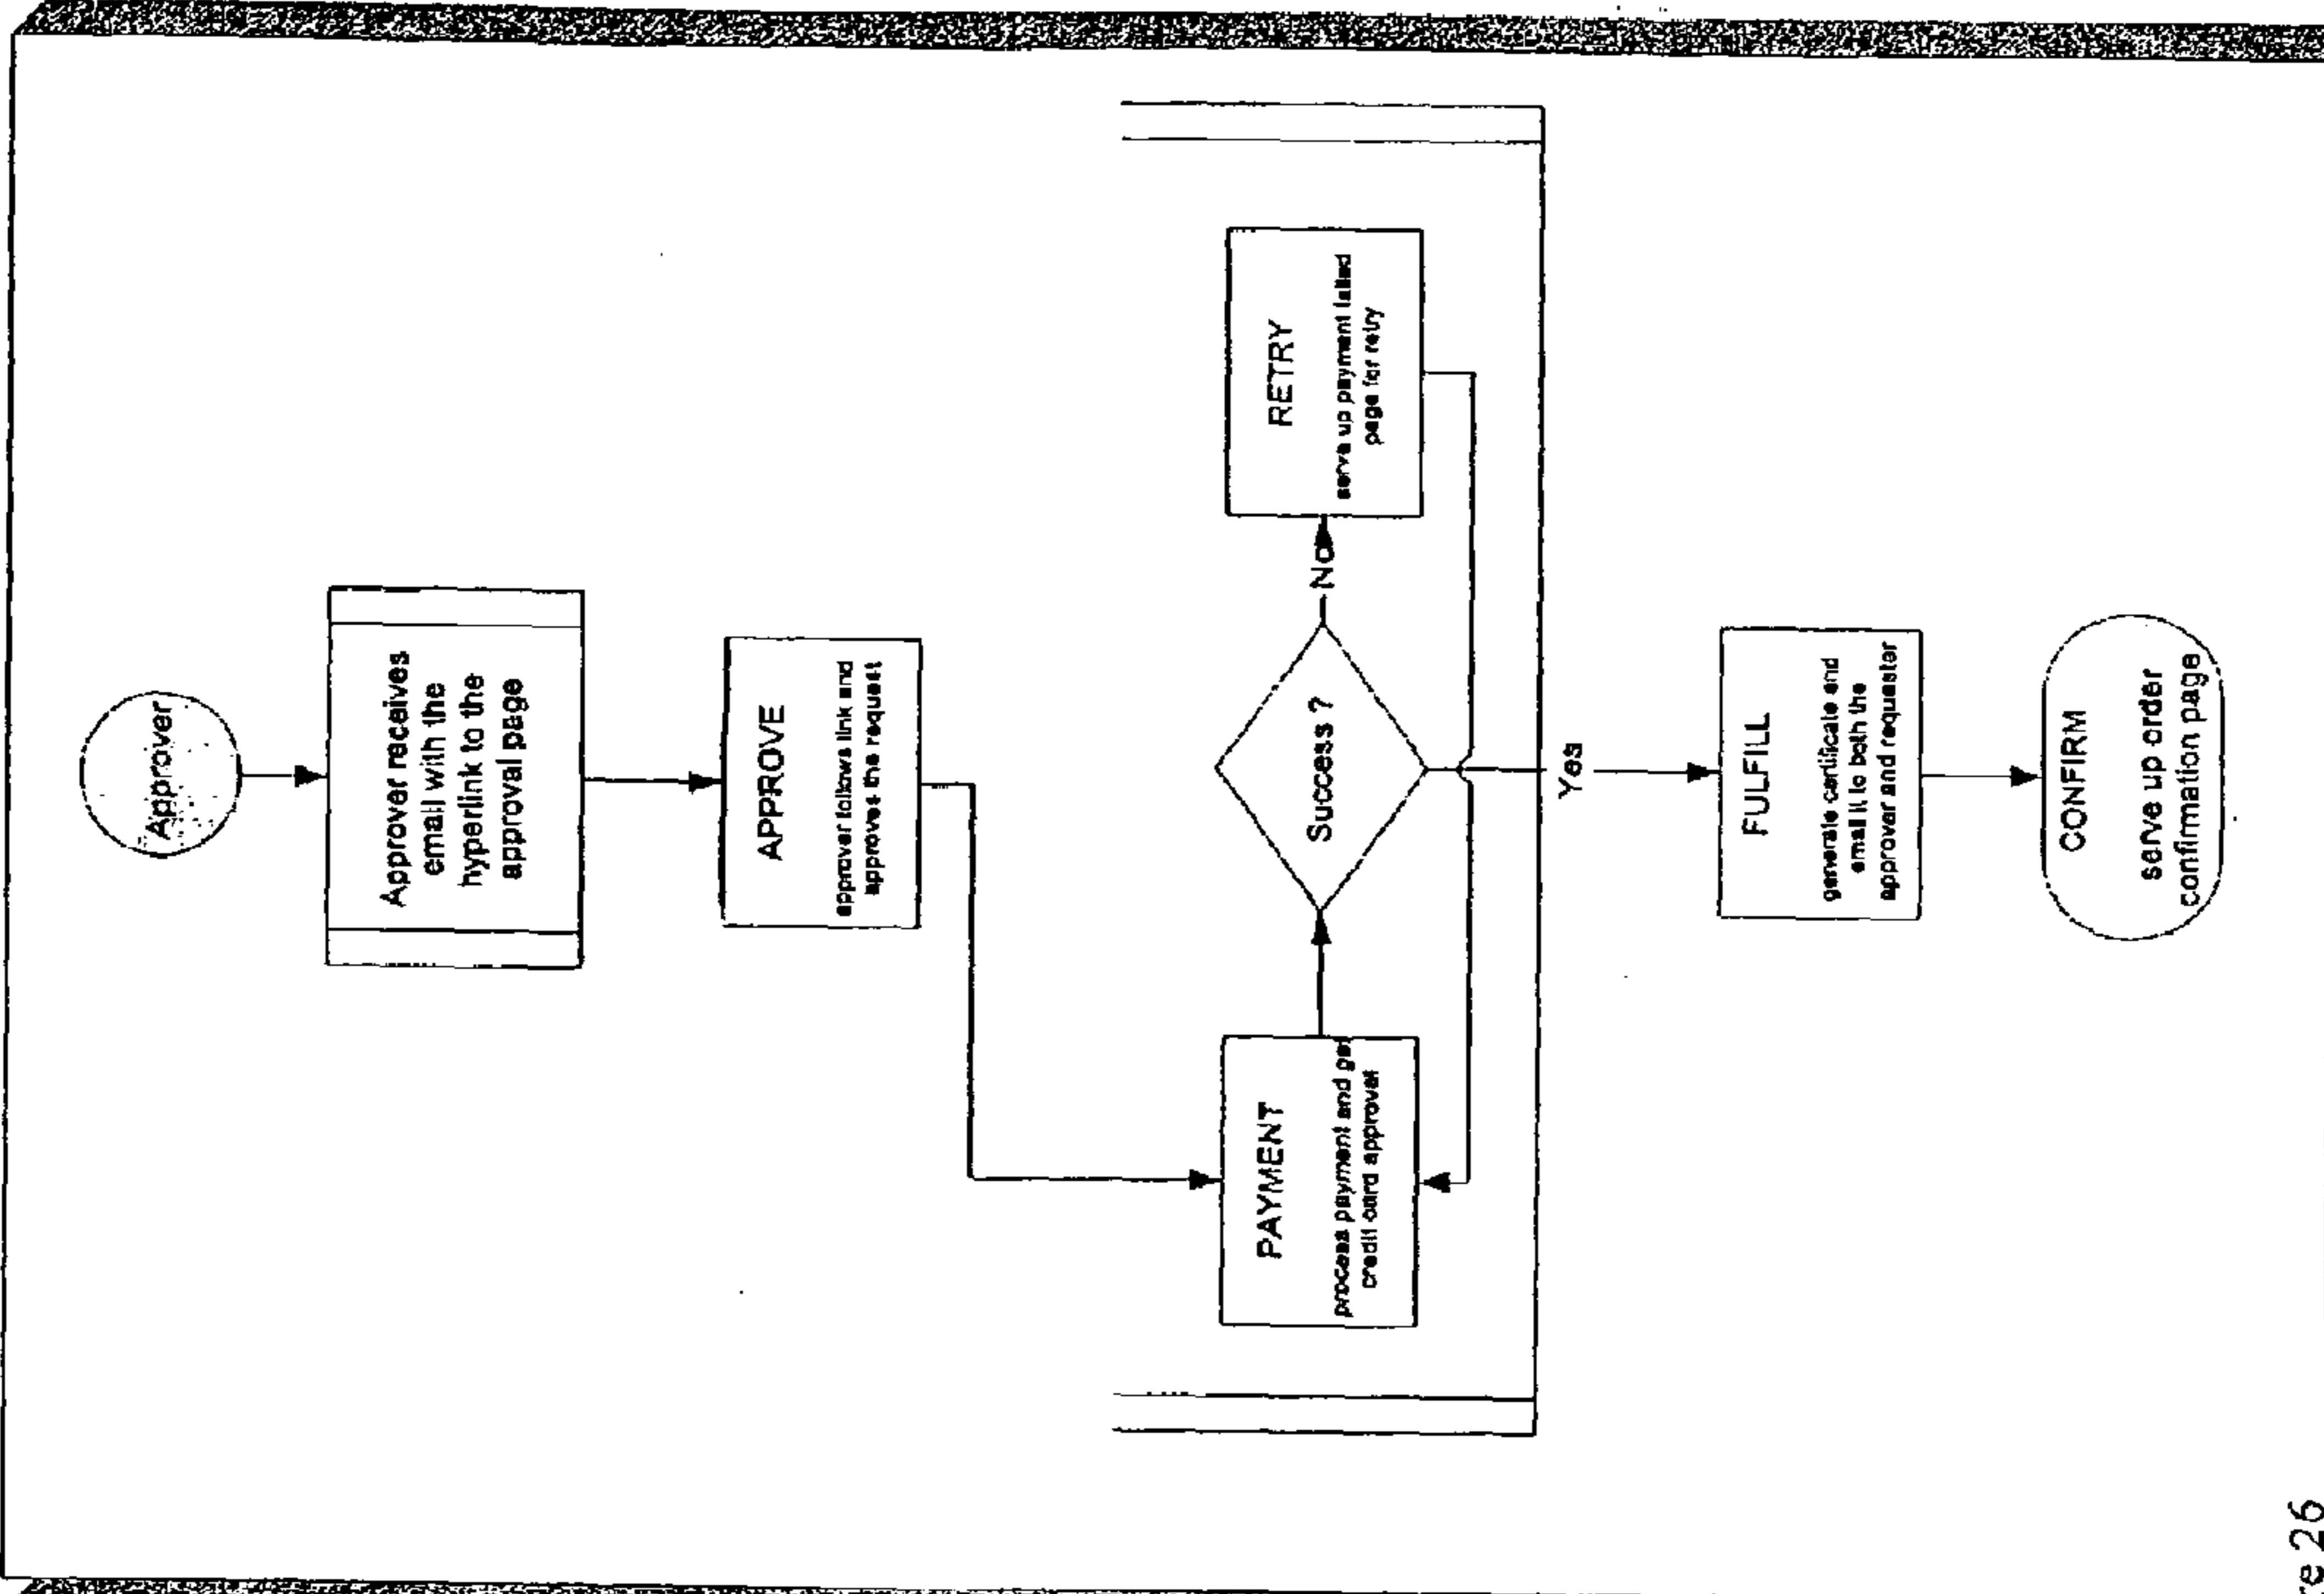 Approver
Approver receives
email with the
hyperlink to the
approval page
APPROVE
approver follows link and
approves the request
PAYMENT
process payment and get
credit card approval
Success ?
No
RETRY
serve up payment failed
page for retry
Yes
FULFILL
generate certificate and
email it to both the
approver and requester
CONFIRM
serve up order
confirmation page
re 26